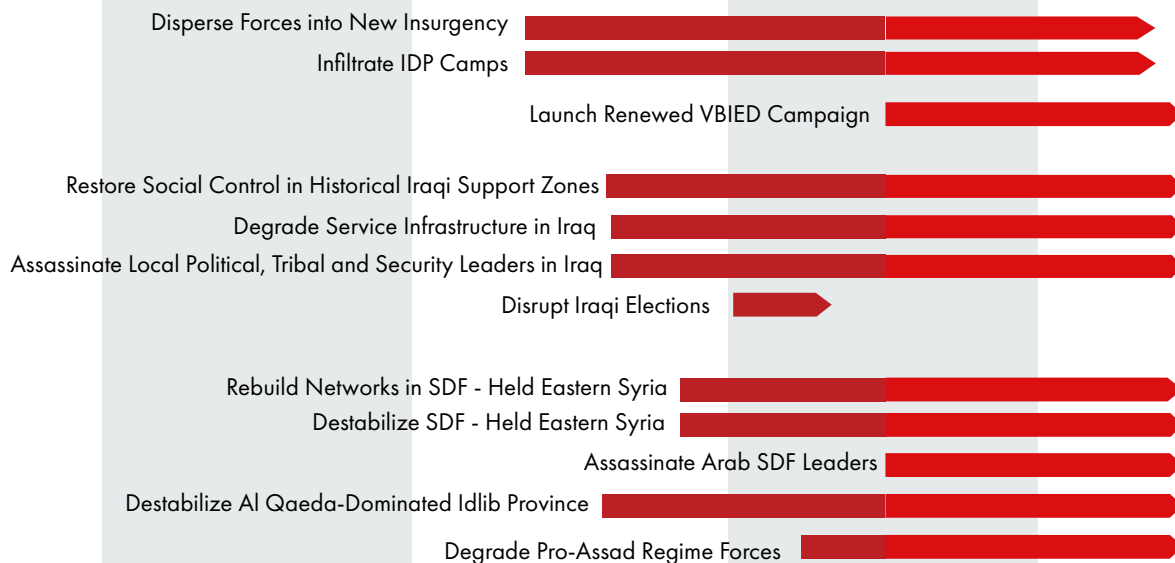 Disperse Forces into New Insurgency
Infiltrate IDP Camps
Launch Renewed VBIED Campaign
Restore Social Control in Historical Iraqi Support Zones
Degrade Service Infrastructure in Iraq
Assassinate Local Political, Tribal and Security Leaders in Iraq
Disrupt Iraqi Elections
Rebuild Networks in SDF - Held Eastern Syria
Destabilize SDF - Held Eastern Syria
Assassinate Arab SDF Leaders
Destabilize Al Qaeda-Dominated Idlib Province
Degrade Pro-Assad Regime Forces